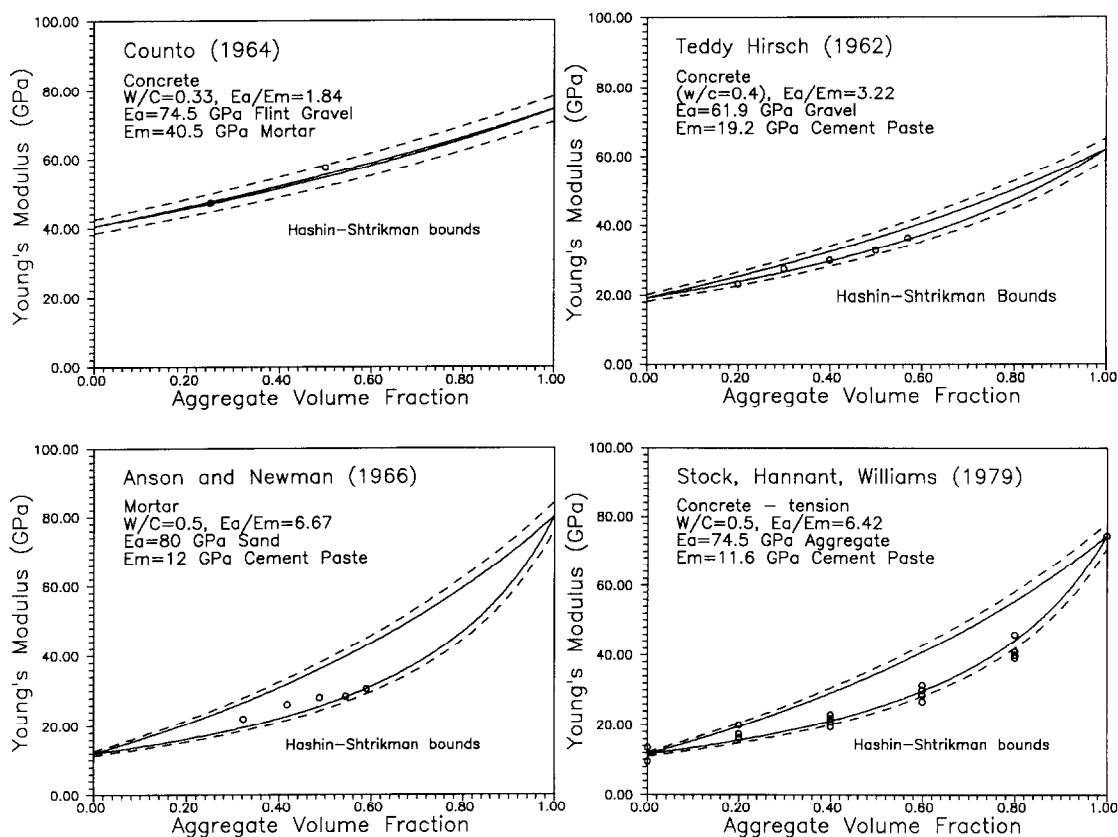 Counto (1964)
Concrete
W/C=0.33, Ea/Em=1.84
Ea=74.5 GPa Flint Gravel
Em=40.5 GPa Mortar
Hashin-Shtrikman bounds
Young's Modulus (GPa)
100.00
80.00
60.00
40.00
20.00
0.00
0.00 0.20 0.40 0.60 0.80 1.00
Aggregate Volume Fraction
Teddy Hirsch (1962)
Concrete
(w/c=0.4), Ea/Em=3.22
Ea=61.9 GPa Gravel
Em=19.2 GPa Cement Paste
Hashin-Shtrikman Bounds
Young's Modulus (GPa)
100.00
80.00
60.00
40.00
20.00
0.00
0.00 0.20 0.40 0.60 0.80 1.00
Aggregate Volume Fraction
Anson and Newman (1966)
Mortar
W/C=0.5, Ea/Em=6.67
Ea=80 GPa Sand
Em=12 GPa Cement Paste
Hashin-Shtrikman bounds
Young's Modulus (GPa)
100.00
80.00
60.00
40.00
20.00
0.00
0.00 0.20 0.40 0.60 0.80 1.00
Aggregate Volume Fraction
Stock, Hannant, Williams (1979)
Concrete - tension
W/C=0.5, Ea/Em=6.42
Ea=74.5 GPa Aggregate
Em=11.6 GPa Cement Paste
Hashin-Shtrikman bounds
Young's Modulus (GPa)
100.00
80.00
60.00
40.00
20.00
0.00
0.00 0.20 0.40 0.60 0.80 1.00
Aggregate Volume Fraction